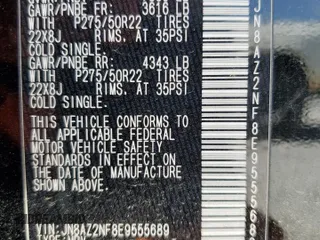 GAWR/PNBE FR: 3616 LB
WITH P275/50R22 TIRES
22X8J RIMS, AT 35PSI
COLD SINGLE.
GAWR/PNBE RR: 4343 LB
WITH P275/50R22 TIRES
22X8J RIMS, AT 35PSI
COLD SINGLE.
THIS VEHICLE CONFORMS TO
ALL APPLICABLE FEDERAL
MOTOR VEHICLE SAFETY
STANDARDS IN EFFECT ON
THE DATE OF MANUFACTURE
SHOWN ABOVE.
VIN:JN8AZ2NF8E9555689
JN8AZ2NF8E955568